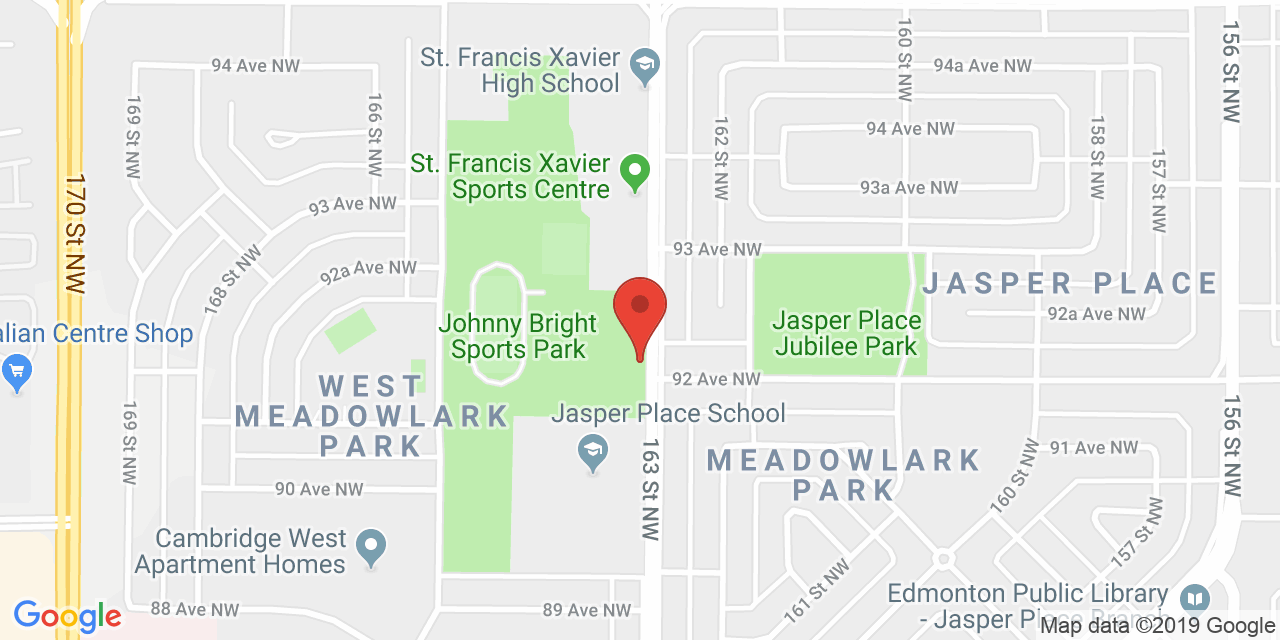 St. Francis Xavier
High School
94 Ave NW
160 St NW
94a Ave NW
156 St NW
169 St NW
166 St NW
162 St NW
94 Ave NW
158 St NW
157 St NW
St. Francis Xavier
Sports Centre
93a Ave NW
170 St NW
93 Ave NW
168 St NW
93 Ave NW
92a Ave NW
JASPER PLACE
92a Ave NW
alian Centre Shop
Johnny Bright
Sports Park
Jasper Place
Jubilee Park
92 Ave NW
WEST
MEADOWLARK
PARK
169 St NW
Jasper Place School
163 St NW
156 St NW
MEADOWLARK
PARK
91 Ave NW
160 St NW
90 Ave NW
157 St NW
Cambridge West
Apartment Homes
161 St NW
Edmonton Public Library
- Jasper Place Branch
88 Ave NW
89 Ave NW
Google
Map data ©2019 Google